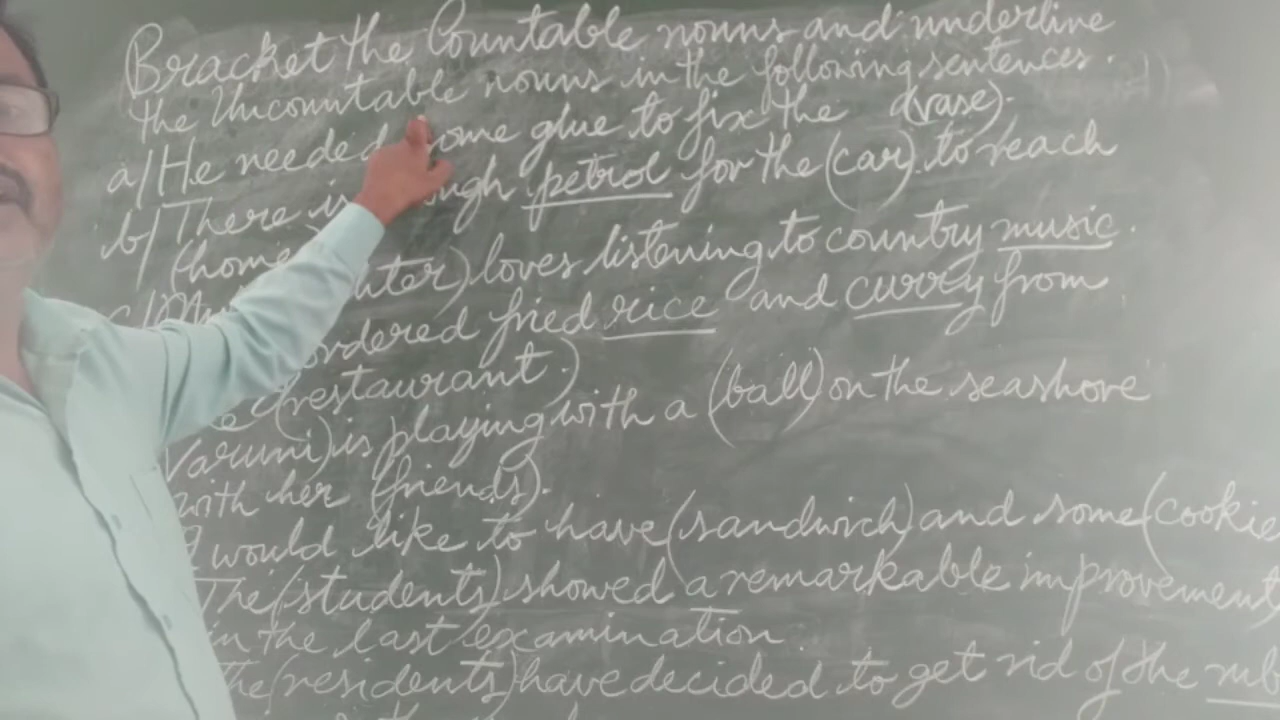 Bracket the Countable nouns and underline
the Uncountable nouns in the following sentences.
a/ He needed some glue to fix the (vase).
b/ There is petrol for the (car) to reach
(home
loves listening to country music.
ordered fried rice and curry from
(restaurant.)
Varuni) is playing with a (ball) on the seashore
with her (friends).
I would like to have (sandwich) and some (cookie
The (students) showed a remarkable improvement
in the last examination
The (residents) have decided to get rid of the